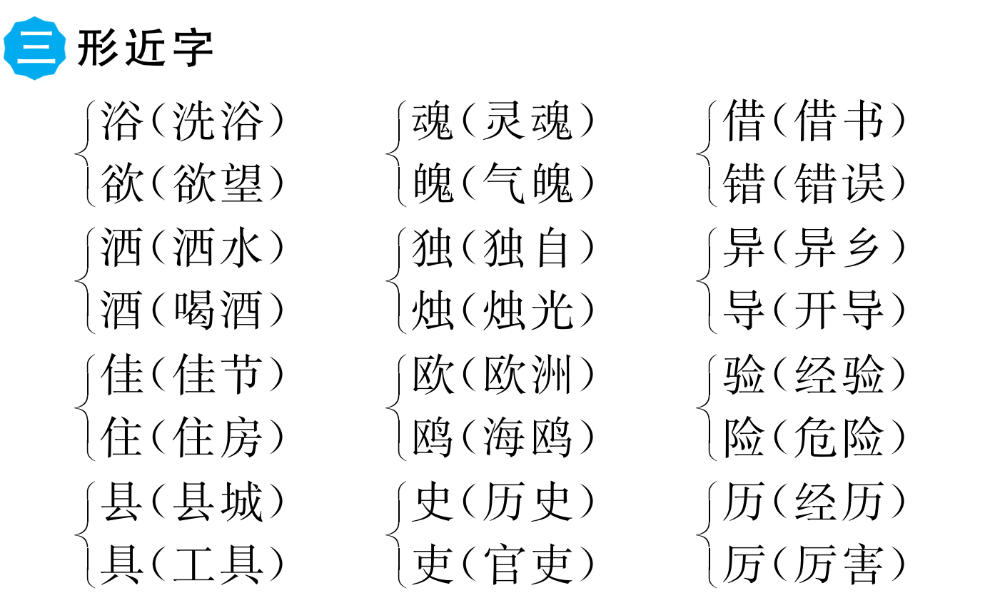 三 形近字
浴(洗浴) 魂(灵魂) 借(借书)
欲(欲望) 魄(气魄) 错(错误)
洒(洒水) 独(独自) 异(异乡)
酒(喝酒) 烛(烛光) 导(开导)
佳(佳节) 欧(欧洲) 验(经验)
住(住房) 鸥(海鸥) 险(危险)
县(县城) 史(历史) 历(经历)
具(工具) 吏(官吏) 厉(厉害)